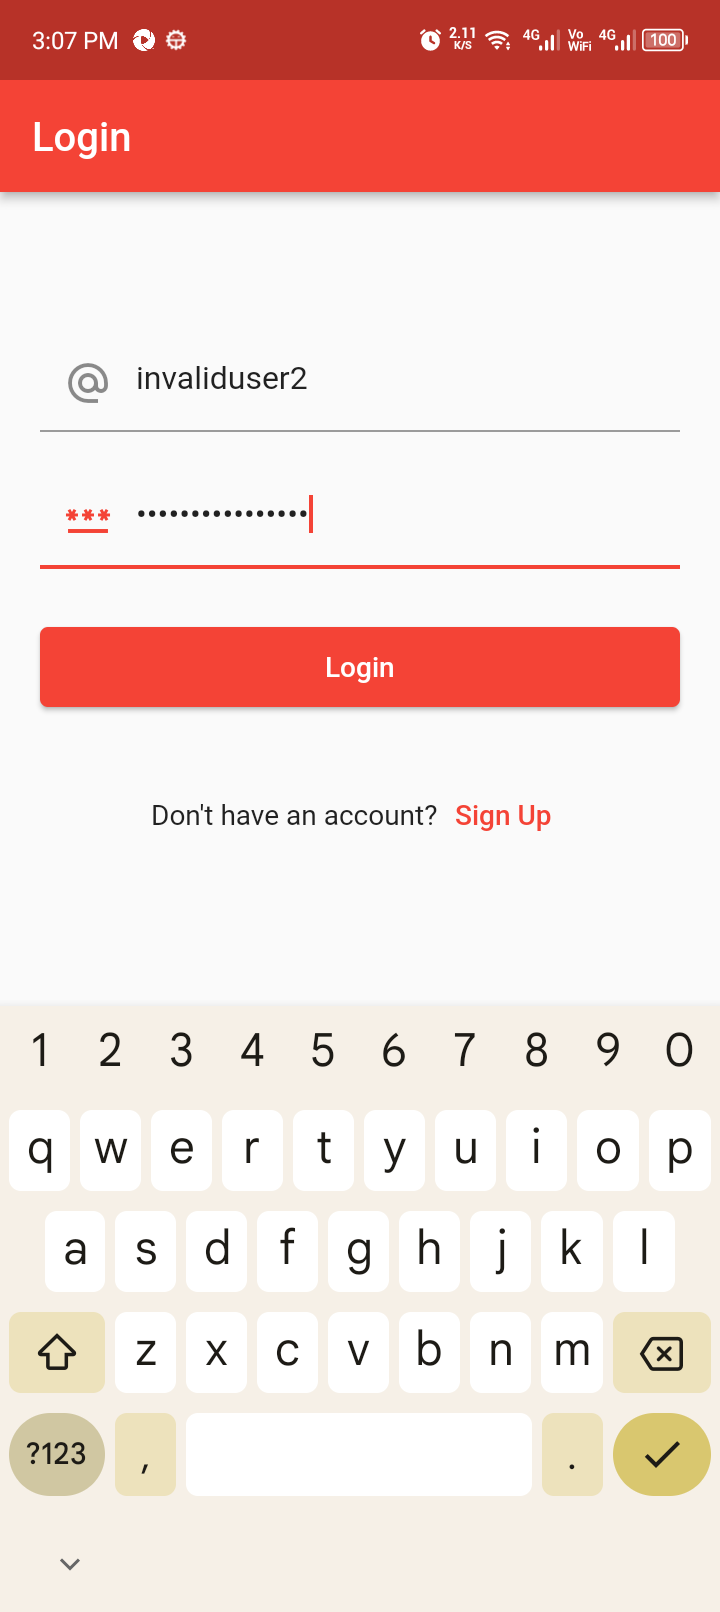 3:07 PM 2.11 K/S 4G Vo WiFi 4G 100
Login
@ invaliduser2
*** ••••••••••••••••
Login
Don't have an account? Sign Up
1 2 3 4 5 6 7 8 9 0
q w e r t y u i o p
a s d f g h j k l
z x c v b n m
?123 , .